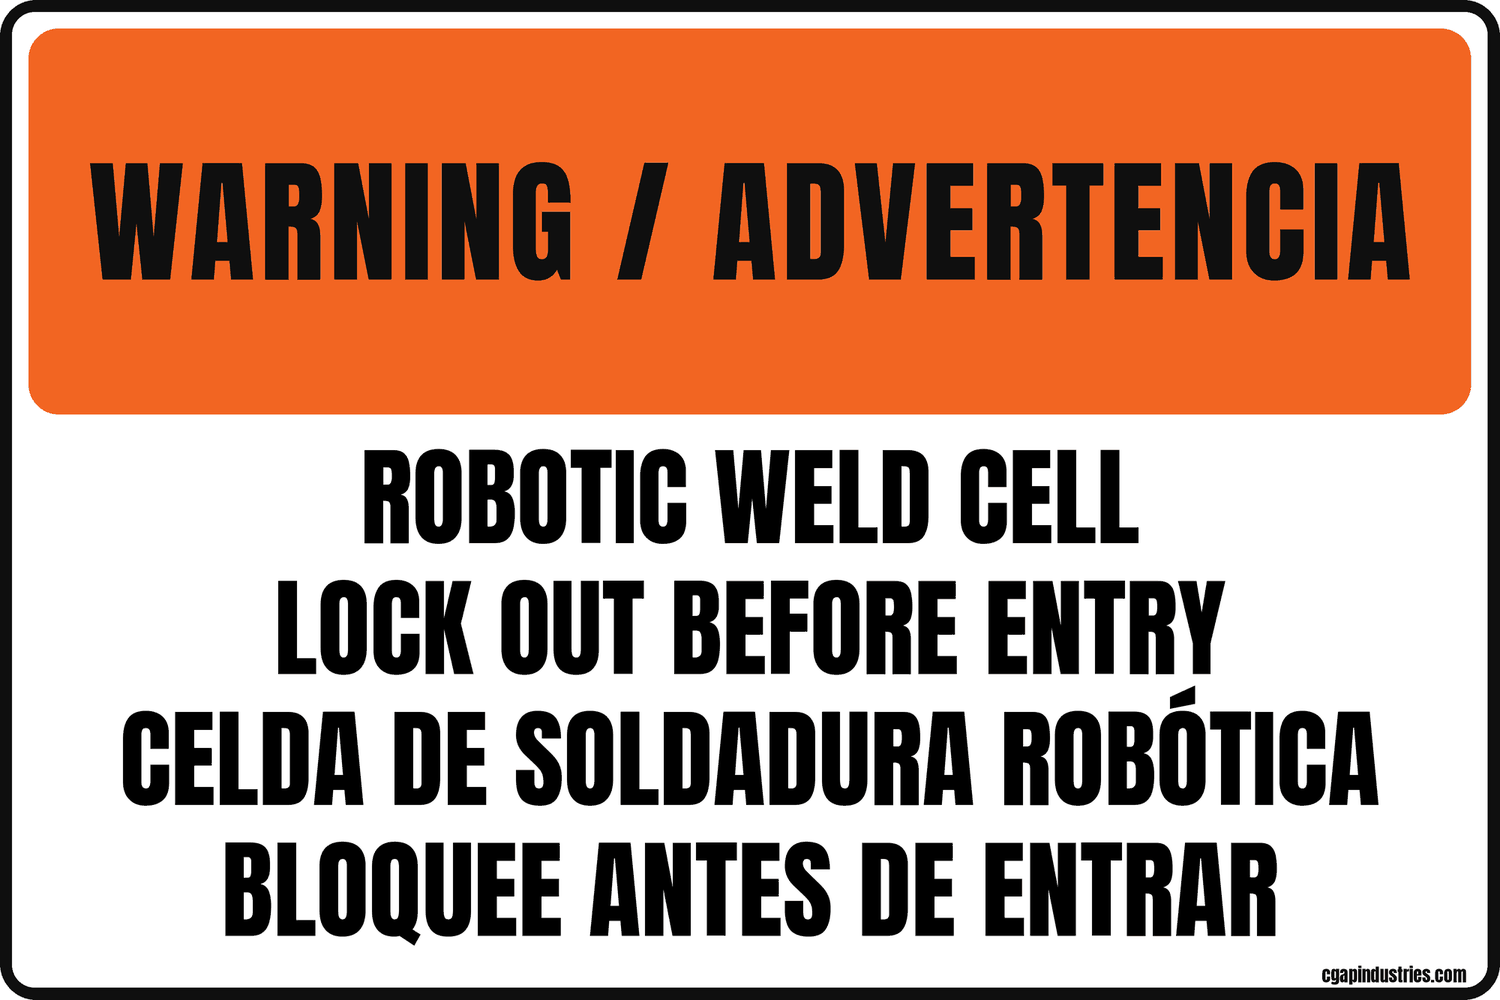 WARNING / ADVERTENCIA
ROBOTIC WELD CELL
LOCK OUT BEFORE ENTRY
CELDA DE SOLDADURA ROBÓTICA
BLOQUEE ANTES DE ENTRAR
cgapindustries.com